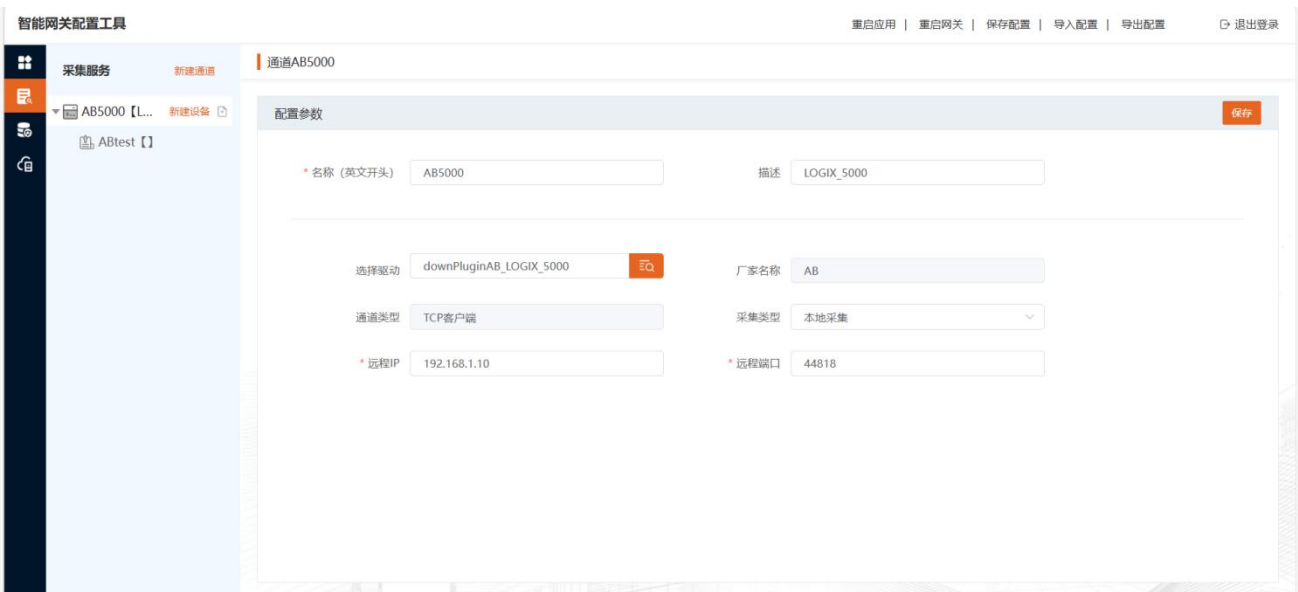 智能网关配置工具
重启应用 | 重启网关 | 保存配置 | 导入配置 | 导出配置 退出登录
采集服务 新建通道
通道AB5000
AB5000【L... 新建设备
ABtest【】
配置参数 保存
* 名称（英文开头） AB5000 描述 LOGIX_5000
选择驱动 downPluginAB_LOGIX_5000 厂家名称 AB
通道类型 TCP客户端 采集类型 本地采集
* 远程IP 192.168.1.10 * 远程端口 44818